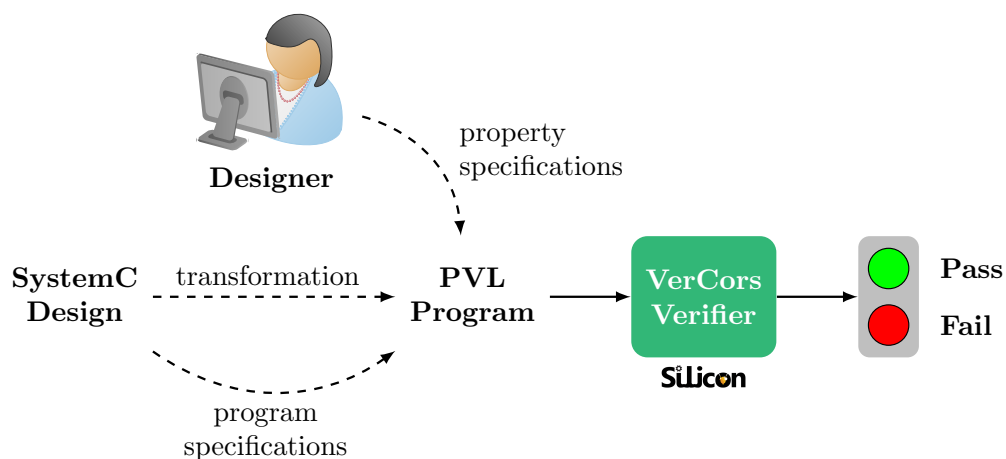 property
specifications
Designer
SystemC
Design
transformation
PVL
Program
VerCors
Verifier
Pass
Fail
Silicon
program
specifications